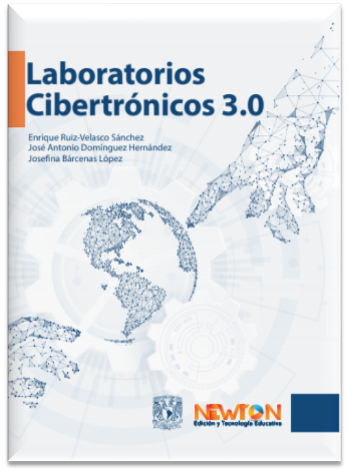 Laboratorios
Cibertrónicos 3.0
Enrique Ruiz-Velasco Sánchez
José Antonio Domínguez Hernández
Josefina Bárcenas López
NEWTON
Edición y Tecnología Educativa